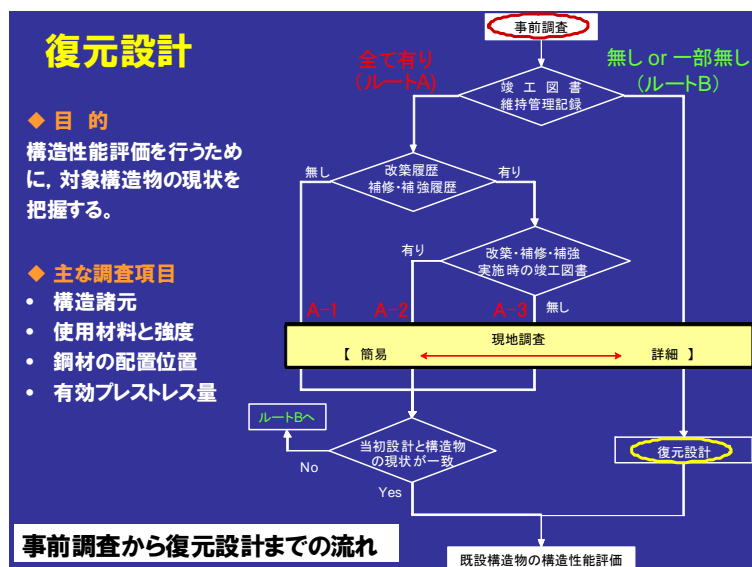 復元設計
◆ 目 的
構造性能評価を行うため
に，対象構造物の現状を
把握する。
◆ 主な調査項目
• 構造諸元
• 使用材料と強度
• 鋼材の配置位置
• 有効プレストレス量
事前調査
全て有り
（ルートA）
無し or 一部無し
（ルートB）
竣 工 図 書
維持管理記録
無し
改築履歴
補修・補強履歴
有り
有り
改築・補修・補強
実施時の竣工図書
A-1
A-2
A-3
無し
現地調査
【 簡易
詳細 】
ルートBへ
当初設計と構造物
の現状が一致
No
Yes
復元設計
事前調査から復元設計までの流れ
既設構造物の構造性能評価